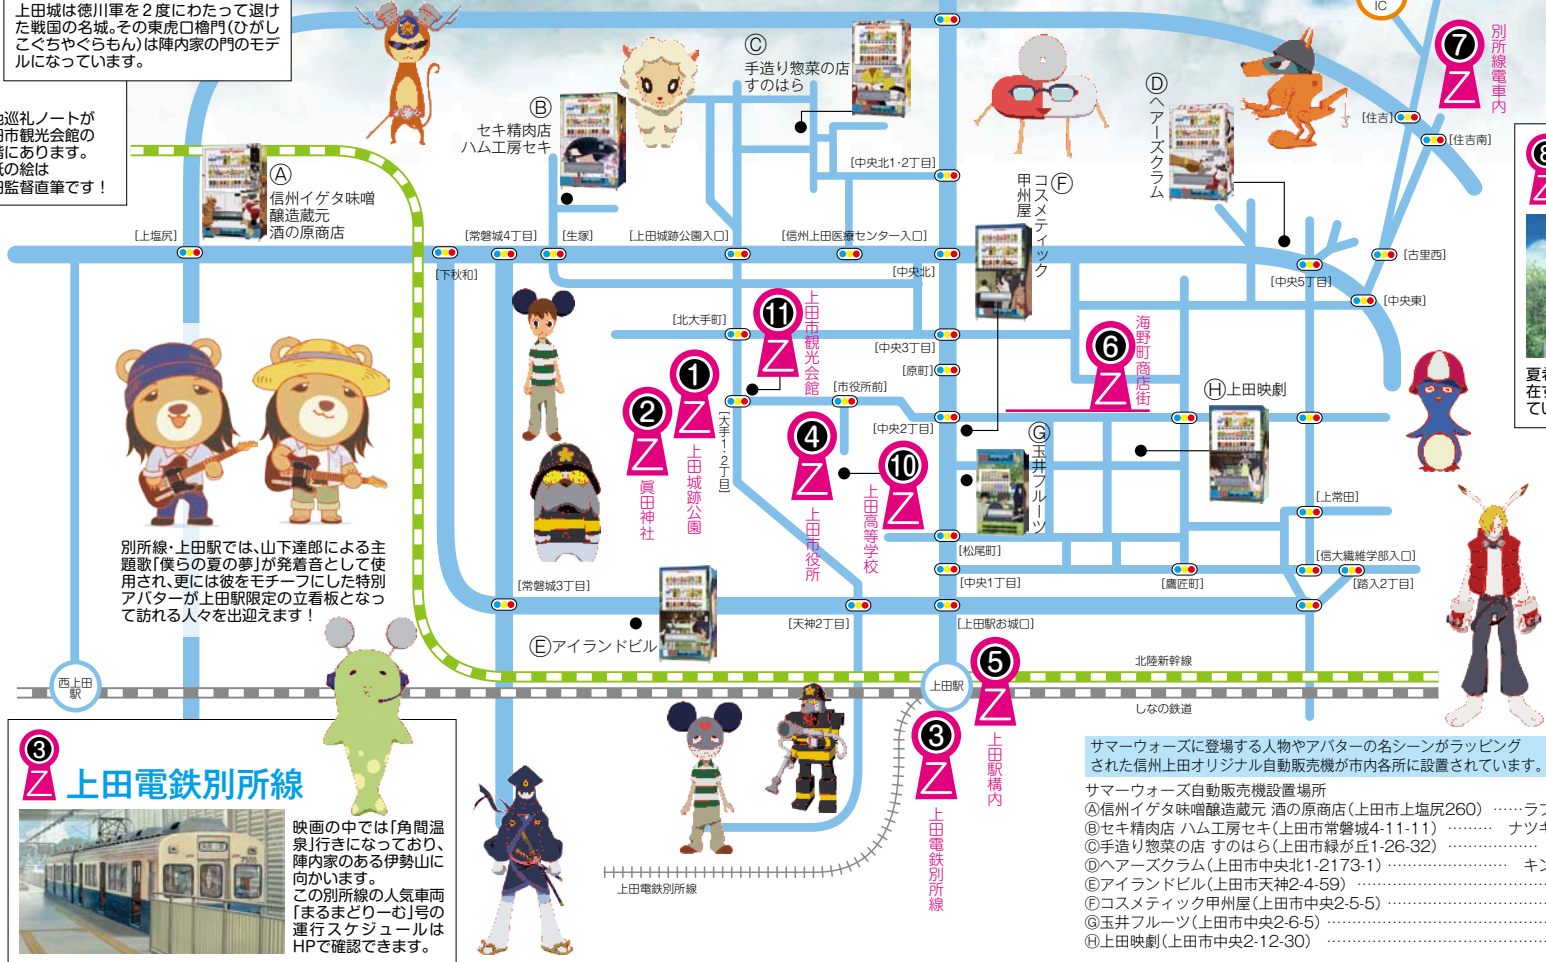 上田城は徳川軍を2度にわたって退け
た戦国の名城。その東虎口櫓門(ひがし
こぐちやぐらもん)は陣内家の門のモデ
ルになっています。
巡礼ノートが
田市観光会館の
にあります。
の絵は
監督直筆です!
Ⓐ
信州イゲタ味噌
醸造蔵元
酒の原商店
Ⓑ
セキ精肉店
ハム工房セキ
Ⓒ
手造り惣菜の店
すのはら
Ⓓヘアーズクラム
Ⓕ
コスメティック
甲州屋
IC
❼
Z
別所線電車内
[住吉]
[住吉南]
❽
Z
夏
在
てい
[中央北1・2丁目]
[上塩尻]
[常磐城4丁目]
[生塚]
[上田城跡公園入口]
[信州上田医療センター入口]
[下秋和]
[中央北]
[古里西]
[中央5丁目]
[中央東]
[北大手町]
⓫
Z
上田市観光会館
[中央3丁目]
[原町]
❻
Z
海野町商店街
[市役所前]
[大手1・2丁目]
[中央2丁目]
Ⓗ上田映劇
❶
Z
上田城跡公園
❷
Z
眞田神社
❹
Z
上田市役所
❿
Z
上田高等学校
Ⓖ玉井フルーツ
[上常田]
[松尾町]
[信大繊維学部入口]
[中央1丁目]
[鷹匠町]
[踏入2丁目]
別所線・上田駅では、山下達郎による主
題歌「僕らの夏の夢」が発着音として使
用され、更には彼をモチーフにした特別
アバターが上田駅限定の立看板となっ
て訪れる人々を出迎えます!
[常磐城3丁目]
[天神2丁目]
[上田駅お城口]
Ⓔアイランドビル
西上田
駅
上田駅
❺
Z
上田駅構内
北陸新幹線
しなの鉄道
❸
Z
上田電鉄別所線
上田電鉄別所線
❸
Z
上田電鉄別所線
映画の中では「角間温
泉」行きになっており、
陣内家のある伊勢山に
向かいます。
この別所線の人気車両
「まるまどりーむ」号の
運行スケジュールは
HPで確認できます。
サマーウォーズに登場する人物やアバターの名シーンがラッピング
された信州上田オリジナル自動販売機が市内各所に設置されています。
サマーウォーズ自動販売機設置場所
Ⓐ信州イゲタ味噌醸造蔵元 酒の原商店(上田市上塩尻260) ……ラブ
Ⓑセキ精肉店 ハム工房セキ(上田市常磐城4-11-11) ……… ナツキ
Ⓒ手造り惣菜の店 すのはら(上田市緑が丘1-26-32) ………………
Ⓓヘアーズクラム(上田市中央北1-2173-1) …………………… キン
Ⓔアイランドビル(上田市天神2-4-59) …………………………
Ⓕコスメティック甲州屋(上田市中央2-5-5) …………………………
Ⓖ玉井フルーツ(上田市中央2-6-5) …………………………
Ⓗ上田映劇(上田市中央2-12-30) …………………………